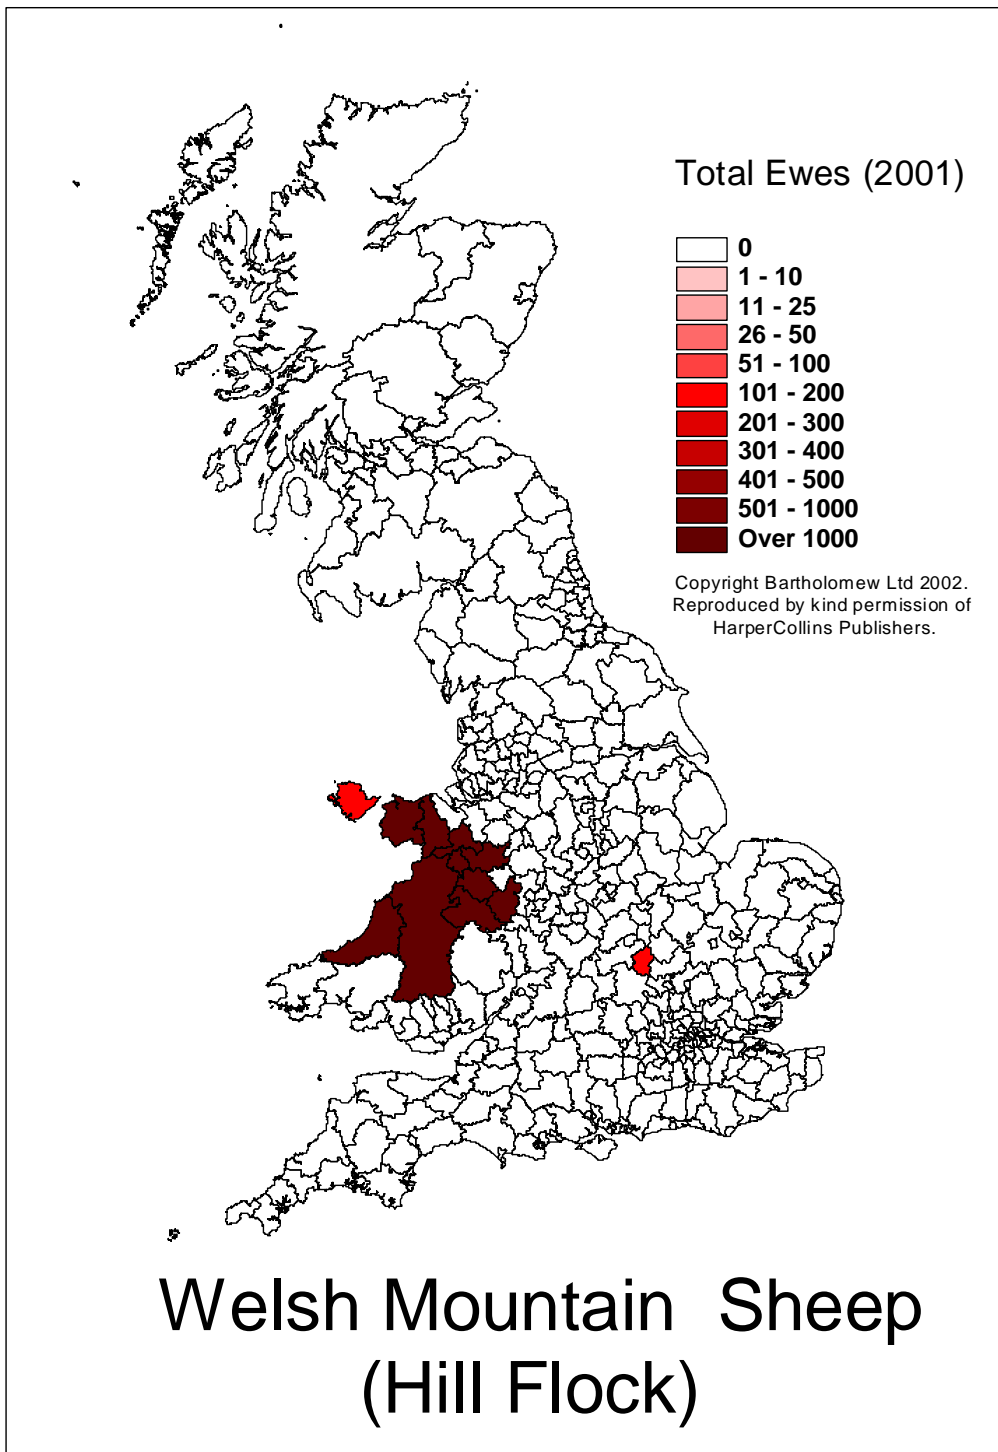 Total Ewes (2001)
0
1 - 10
11 - 25
26 - 50
51 - 100
101 - 200
201 - 300
301 - 400
401 - 500
501 - 1000
Over 1000
Copyright Bartholomew Ltd 2002.
Reproduced by kind permission of
HarperCollins Publishers.
Welsh Mountain Sheep
(Hill Flock)